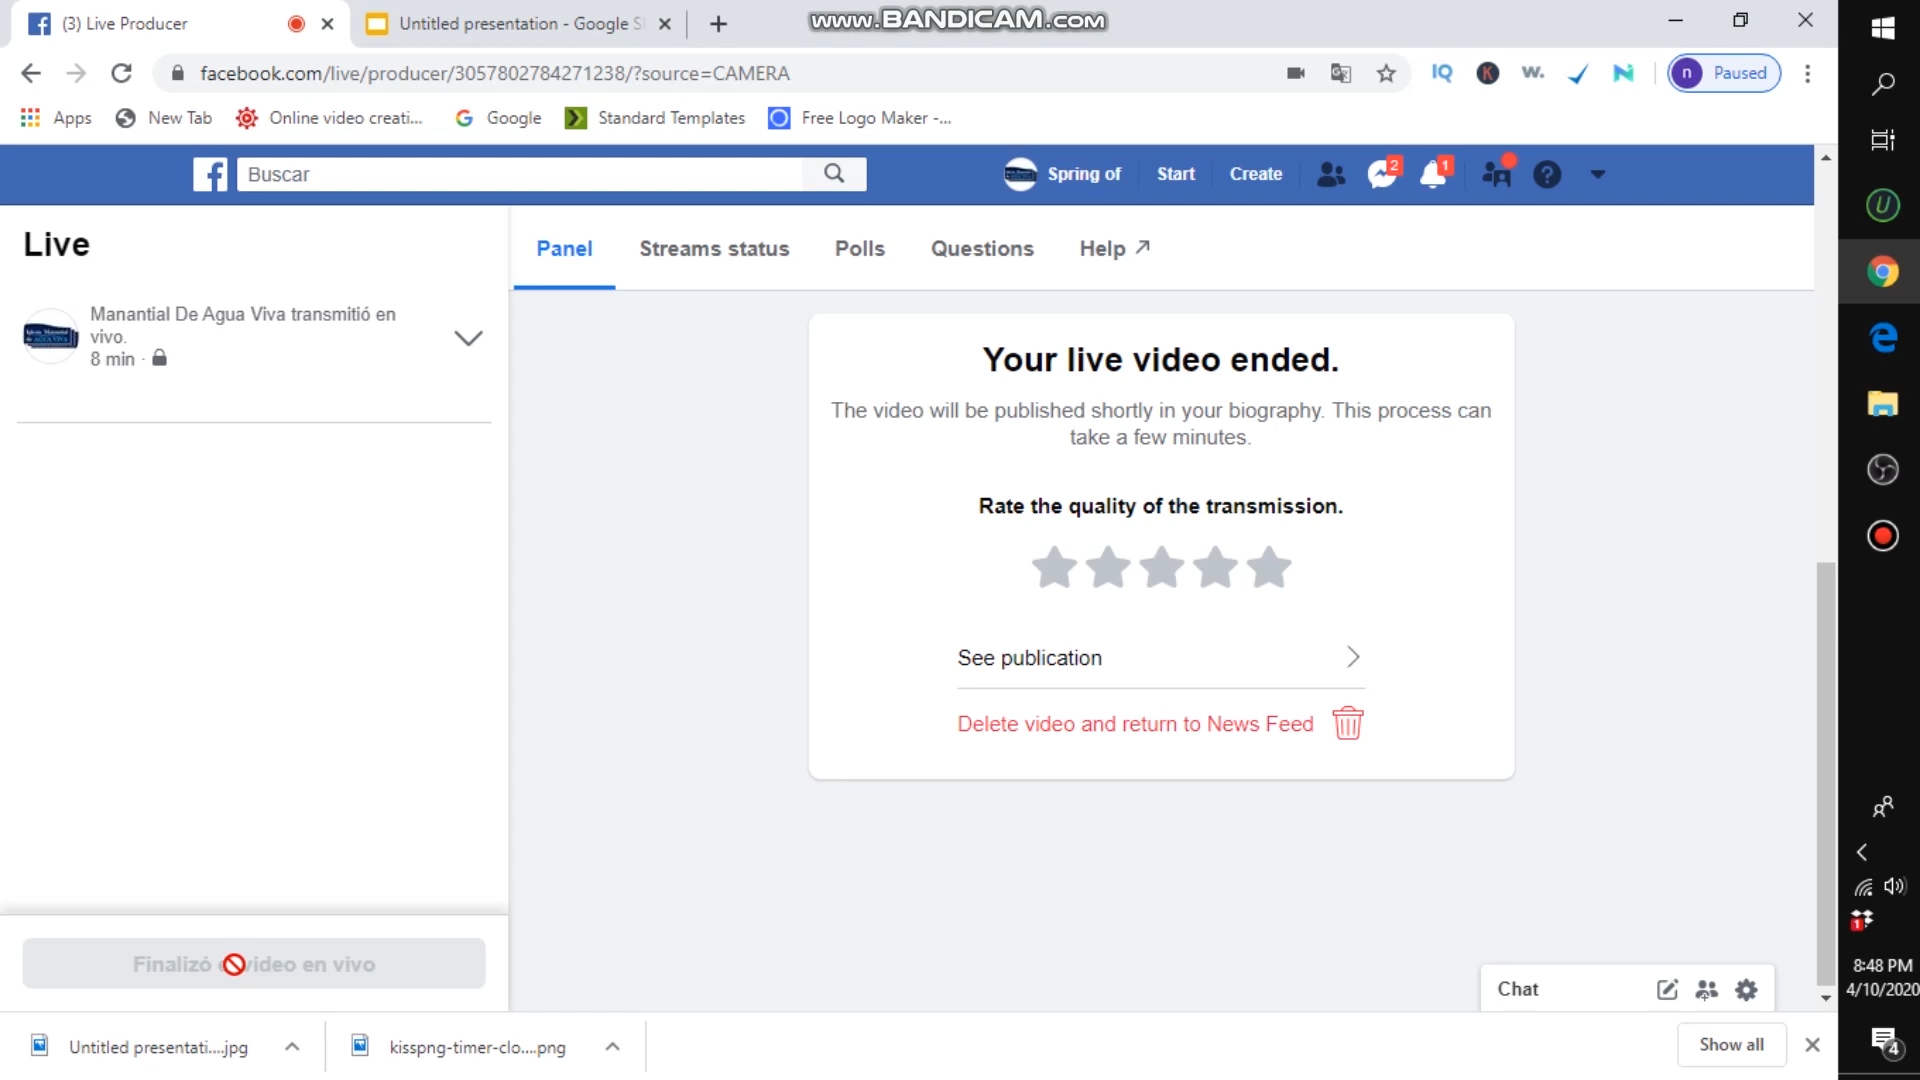 (3) Live Producer
Untitled presentation - Google Sl
www.BANDICAM.com
facebook.com/live/producer/3057802784271238/?source=CAMERA
Paused
Apps
New Tab
Online video creati...
Google
Standard Templates
Free Logo Maker -...
Buscar
Spring of
Start
Create
2
1
Live
Panel
Streams status
Polls
Questions
Help
Manantial De Agua Viva transmitió en
vivo.
8 min ·
Your live video ended.
The video will be published shortly in your biography. This process can
take a few minutes.
Rate the quality of the transmission.
See publication
Delete video and return to News Feed
Chat
8:48 PM
4/10/2020
4
Untitled presentati....jpg
kisspng-timer-clo....png
Show all